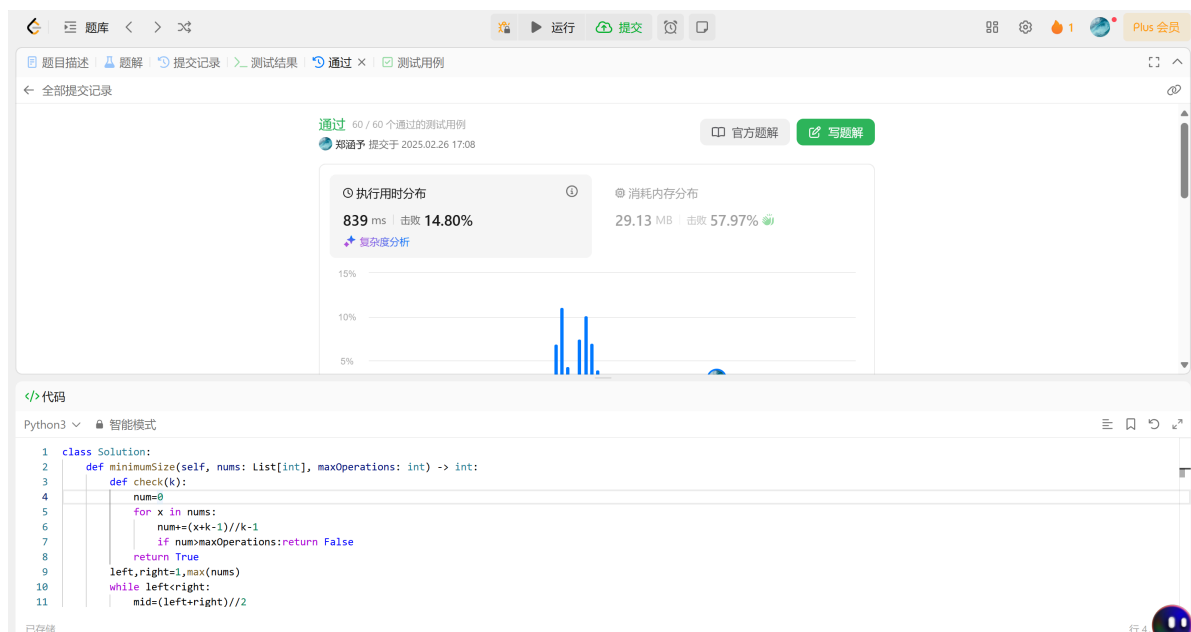 题库 运行 提交 1 Plus 会员
题目描述 题解 提交记录 测试结果 通过 测试用例
全部提交记录
通过 60 / 60 个通过的测试用例
郑涵予 提交于 2025.02.26 17:08
官方题解 写题解
执行用时分布
839 ms 击败 14.80%
复杂度分析
消耗内存分布
29.13 MB 击败 57.97%
15%
10%
5%
</>代码
Python3 智能模式
1 class Solution:
2 def minimumSize(self, nums: List[int], maxOperations: int) -> int:
3 def check(k):
4 num=0
5 for x in nums:
6 num+=(x+k-1)//k-1
7 if num>maxOperations:return False
8 return True
9 left,right=1,max(nums)
10 while left<right:
11 mid=(left+right)//2
已存储 行 4